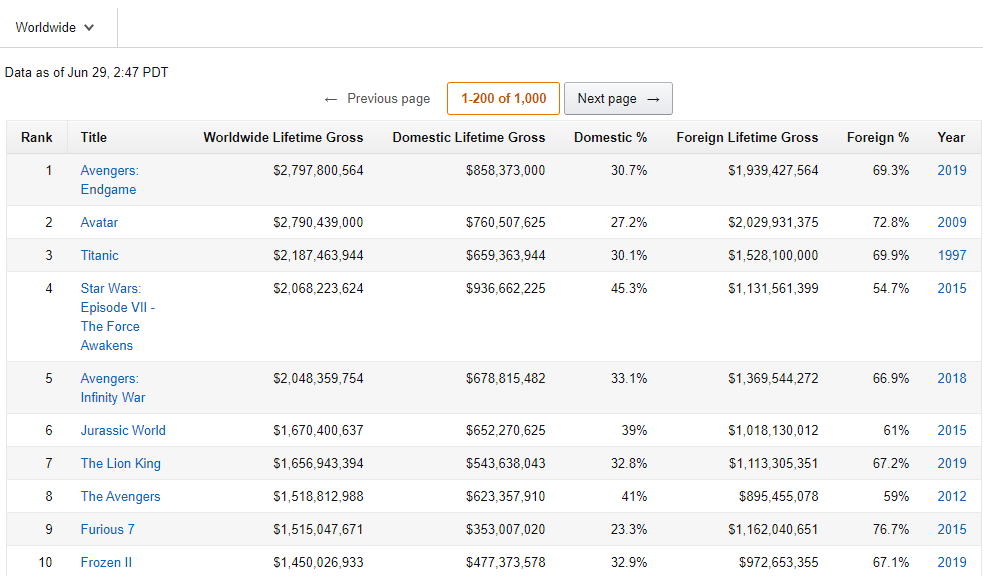 Worldwide
Data as of Jun 29, 2:47 PDT
← Previous page 1-200 of 1,000 Next page →
Rank Title Worldwide Lifetime Gross Domestic Lifetime Gross Domestic % Foreign Lifetime Gross Foreign % Year
1 Avengers: $2,797,800,564 $858,373,000 30.7% $1,939,427,564 69.3% 2019
Endgame
2 Avatar $2,790,439,000 $760,507,625 27.2% $2,029,931,375 72.8% 2009
3 Titanic $2,187,463,944 $659,363,944 30.1% $1,528,100,000 69.9% 1997
4 Star Wars: $2,068,223,624 $936,662,225 45.3% $1,131,561,399 54.7% 2015
Episode VII -
The Force
Awakens
5 Avengers: $2,048,359,754 $678,815,482 33.1% $1,369,544,272 66.9% 2018
Infinity War
6 Jurassic World $1,670,400,637 $652,270,625 39% $1,018,130,012 61% 2015
7 The Lion King $1,656,943,394 $543,638,043 32.8% $1,113,305,351 67.2% 2019
8 The Avengers $1,518,812,988 $623,357,910 41% $895,455,078 59% 2012
9 Furious 7 $1,515,047,671 $353,007,020 23.3% $1,162,040,651 76.7% 2015
10 Frozen II $1,450,026,933 $477,373,578 32.9% $972,653,355 67.1% 2019